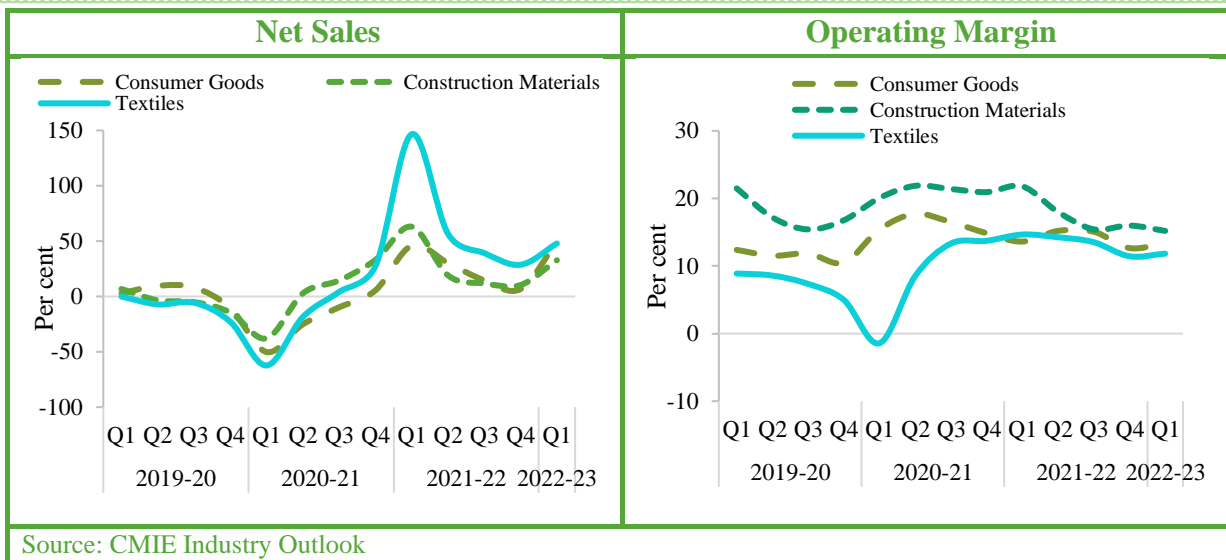 Net Sales
Consumer Goods
Construction Materials
Textiles
150
100
50
0
-50
-100
Per cent
Q1 Q2 Q3 Q4 Q1 Q2 Q3 Q4 Q1 Q2 Q3 Q4 Q1
2019-20 2020-21 2021-22 2022-23
Operating Margin
Consumer Goods
Construction Materials
Textiles
30
20
10
0
-10
Per cent
Q1 Q2 Q3 Q4 Q1 Q2 Q3 Q4 Q1 Q2 Q3 Q4 Q1
2019-20 2020-21 2021-22 2022-23
Source: CMIE Industry Outlook